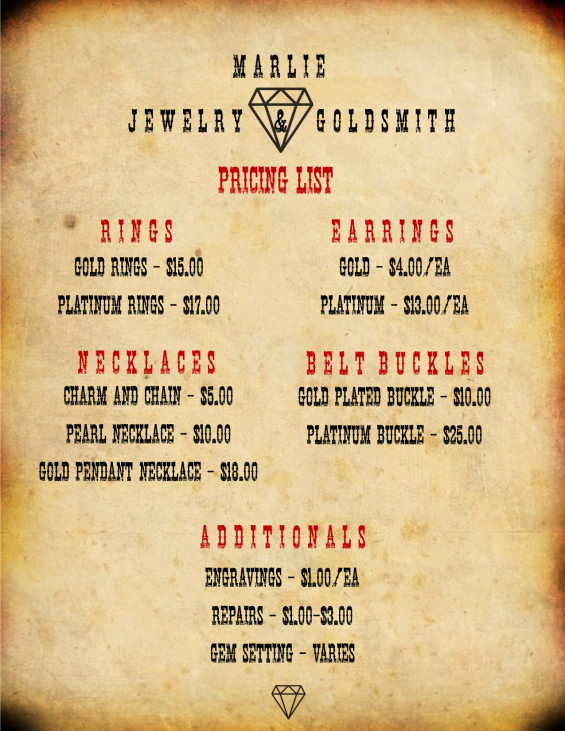 MARLIE
JEWELRY & GOLDSMITH
PRICING LIST
RINGS
GOLD RINGS - $15.00
PLATINUM RINGS - $17.00
EARRINGS
GOLD - $4.00/EA
PLATINUM - $13.00/EA
NECKLACES
CHARM AND CHAIN - $5.00
PEARL NECKLACE - $10.00
GOLD PENDANT NECKLACE - $18.00
BELT BUCKLES
GOLD PLATED BUCKLE - $10.00
PLATINUM BUCKLE - $25.00
ADDITIONALS
ENGRAVINGS - $1.00/EA
REPAIRS - $1.00-$3.00
GEM SETTING - VARIES